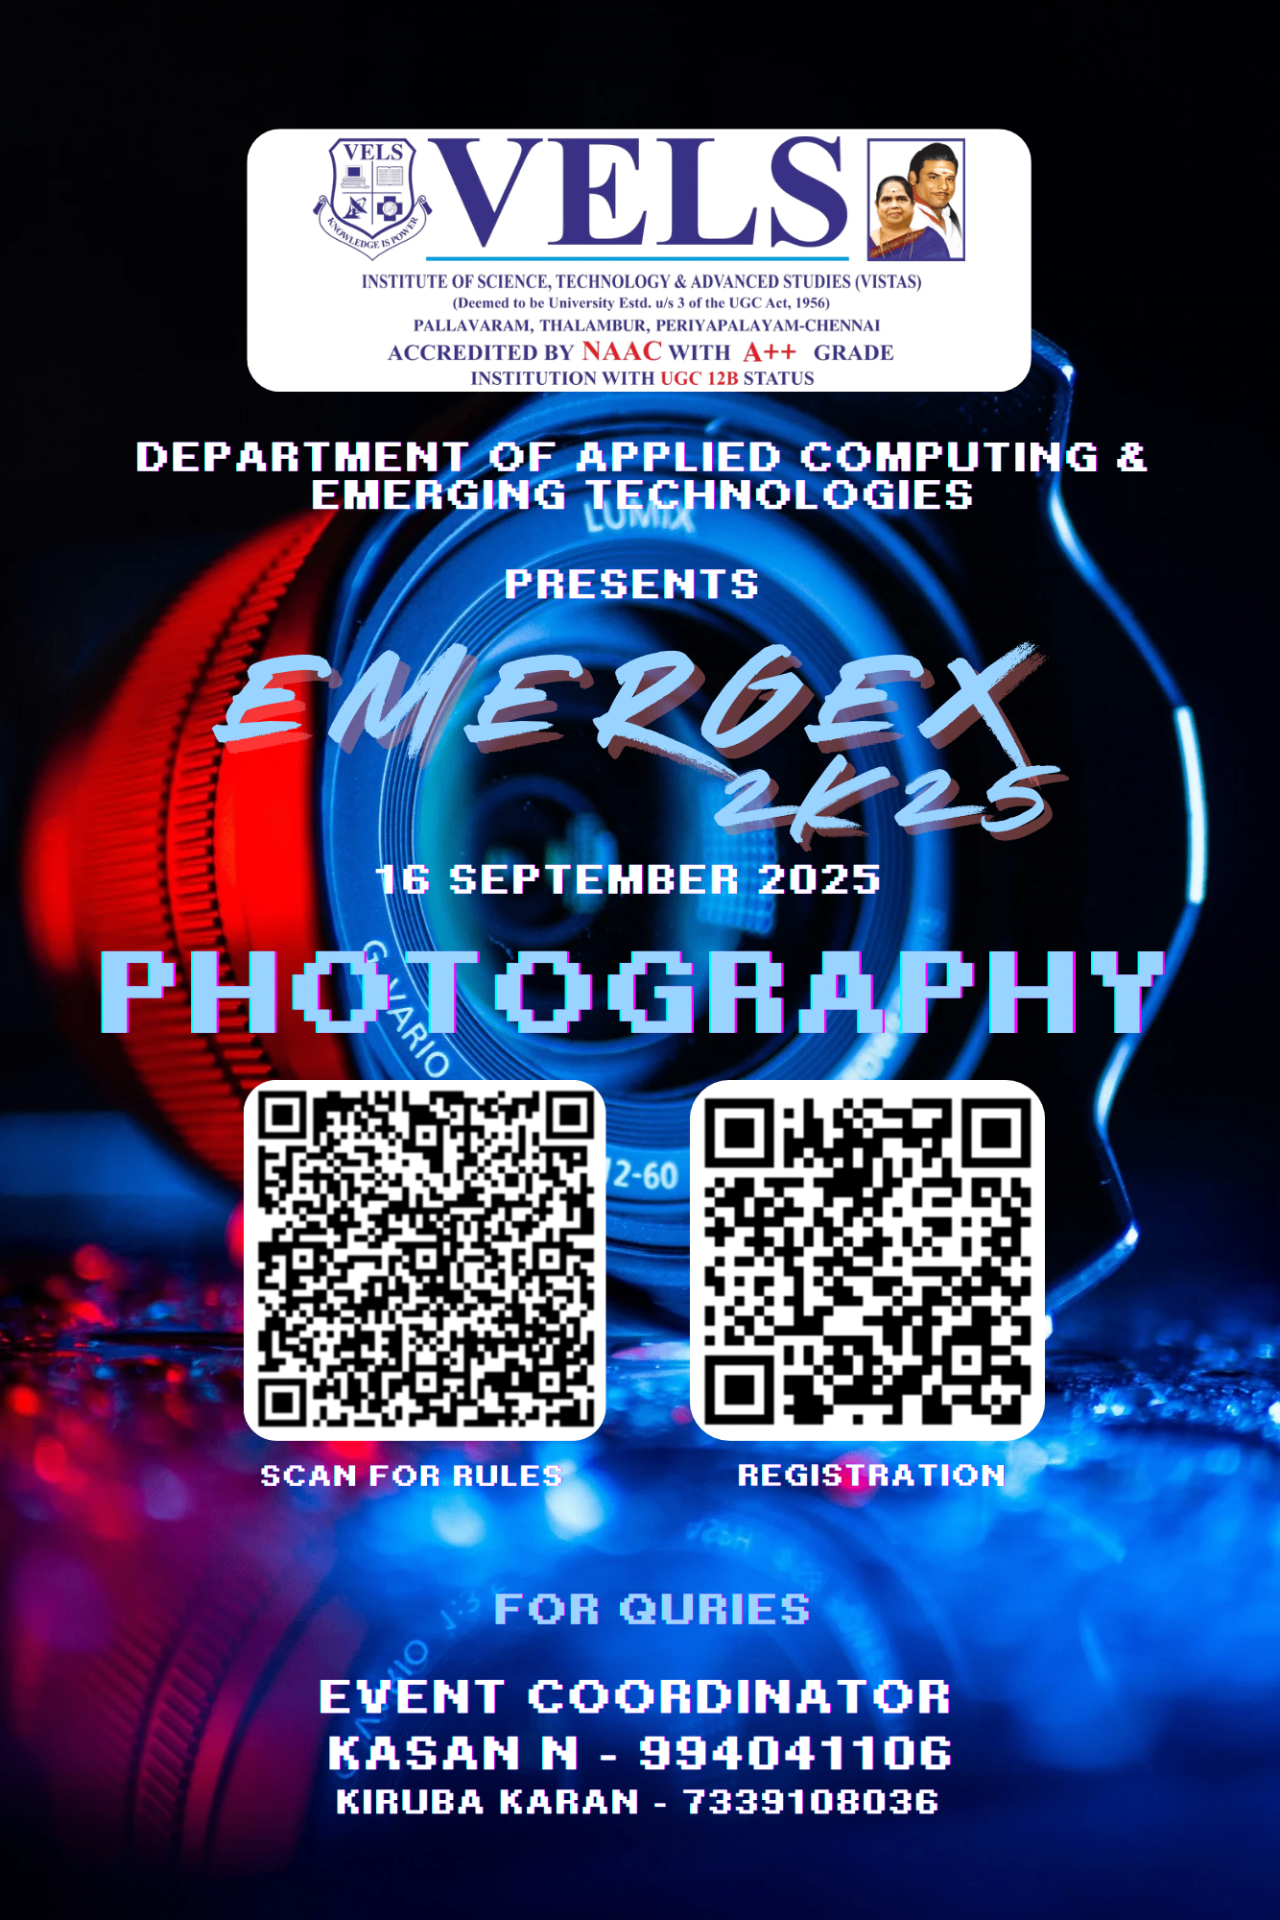 VELS
KNOWLEDGE IS POWER
VELS
INSTITUTE OF SCIENCE, TECHNOLOGY & ADVANCED STUDIES (VISTAS)
(Deemed to be University Estd. u/s 3 of the UGC Act, 1956)
PALLAVARAM, THALAMBUR, PERIYAPALAYAM-CHENNAI
ACCREDITED BY NAAC WITH A++ GRADE
INSTITUTION WITH UGC 12B STATUS
DEPARTMENT OF APPLIED COMPUTING &
EMERGING TECHNOLOGIES
LUMIX
PRESENTS
EMERGEX
2K25
16 SEPTEMBER 2025
PHOTOGRAPHY
G VARIO
12-60
SCAN FOR RULES
REGISTRATION
FOR QURIES
EVENT COORDINATOR
KASAN N - 994041106
KIRUBA KARAN - 7339108036